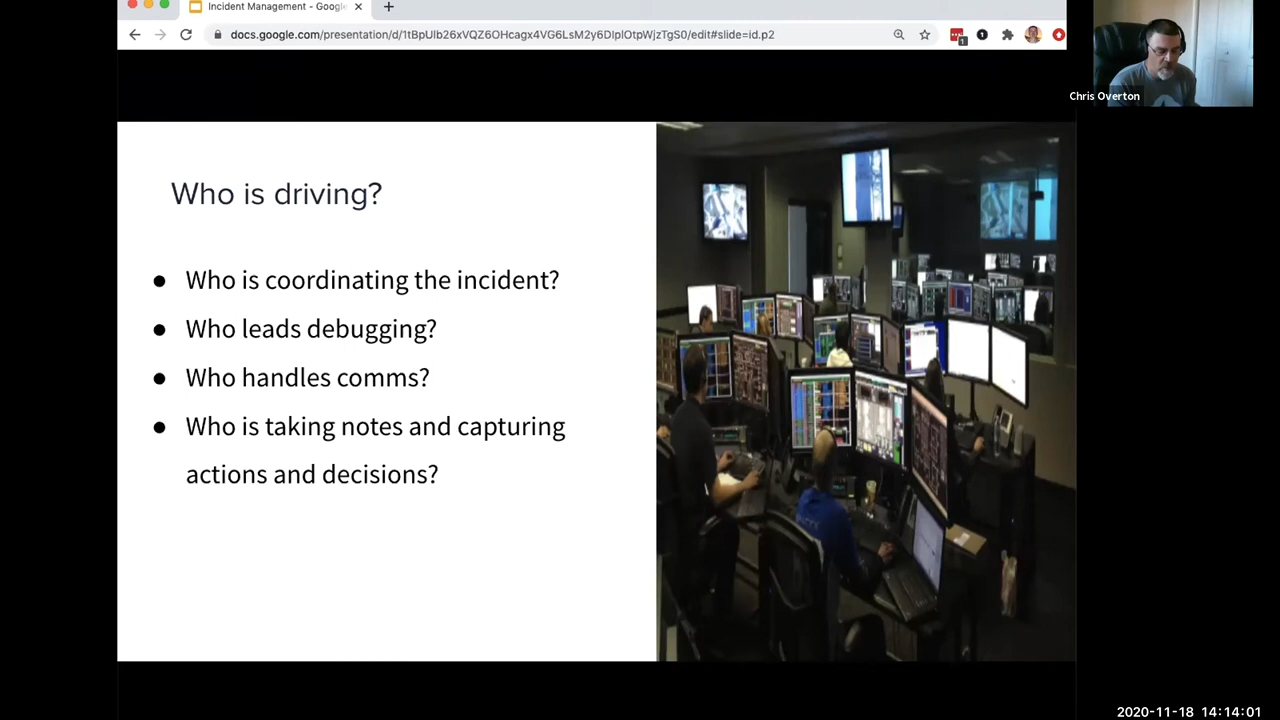 Incident Management - Google
docs.google.com/presentation/d/1tBpUlb26xVQZ6OHcagx4VG6LsM2y6DIplOtpWjzTgS0/edit#slide=id.p2
Chris Overton
Who is driving?
● Who is coordinating the incident?
● Who leads debugging?
● Who handles comms?
● Who is taking notes and capturing
actions and decisions?
2020-11-18 14:14:01